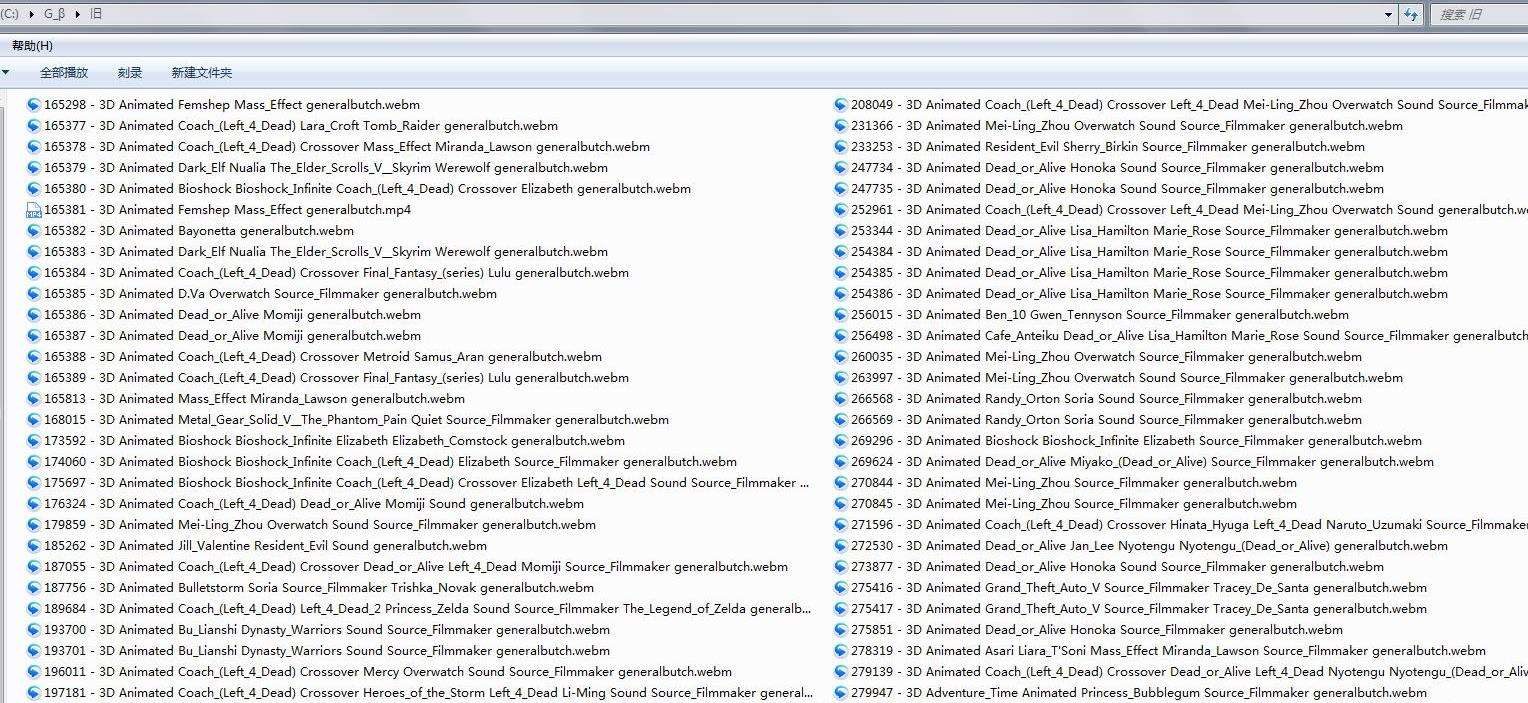 (C:) ▸ G_β ▸ 旧
搜索 旧
帮助(H)
全部播放 刻录 新建文件夹
165298 - 3D Animated Femshep Mass_Effect generalbutch.webm
165377 - 3D Animated Coach_(Left_4_Dead) Lara_Croft Tomb_Raider generalbutch.webm
165378 - 3D Animated Coach_(Left_4_Dead) Crossover Mass_Effect Miranda_Lawson generalbutch.webm
165379 - 3D Animated Dark_Elf Nualia The_Elder_Scrolls_V__Skyrim Werewolf generalbutch.webm
165380 - 3D Animated Bioshock Bioshock_Infinite Coach_(Left_4_Dead) Crossover Elizabeth generalbutch.webm
MP4
165381 - 3D Animated Femshep Mass_Effect generalbutch.mp4
165382 - 3D Animated Bayonetta generalbutch.webm
165383 - 3D Animated Dark_Elf Nualia The_Elder_Scrolls_V__Skyrim Werewolf generalbutch.webm
165384 - 3D Animated Coach_(Left_4_Dead) Crossover Final_Fantasy_(series) Lulu generalbutch.webm
165385 - 3D Animated D.Va Overwatch Source_Filmmaker generalbutch.webm
165386 - 3D Animated Dead_or_Alive Momiji generalbutch.webm
165387 - 3D Animated Dead_or_Alive Momiji generalbutch.webm
165388 - 3D Animated Coach_(Left_4_Dead) Crossover Metroid Samus_Aran generalbutch.webm
165389 - 3D Animated Coach_(Left_4_Dead) Crossover Final_Fantasy_(series) Lulu generalbutch.webm
165813 - 3D Animated Mass_Effect Miranda_Lawson generalbutch.webm
168015 - 3D Animated Metal_Gear_Solid_V__The_Phantom_Pain Quiet Source_Filmmaker generalbutch.webm
173592 - 3D Animated Bioshock Bioshock_Infinite Elizabeth Elizabeth_Comstock generalbutch.webm
174060 - 3D Animated Bioshock Bioshock_Infinite Coach_(Left_4_Dead) Elizabeth Source_Filmmaker generalbutch.webm
175697 - 3D Animated Bioshock Bioshock_Infinite Coach_(Left_4_Dead) Crossover Elizabeth Left_4_Dead Sound Source_Filmmaker ...
176324 - 3D Animated Coach_(Left_4_Dead) Dead_or_Alive Momiji Sound generalbutch.webm
179859 - 3D Animated Mei-Ling_Zhou Overwatch Sound Source_Filmmaker generalbutch.webm
185262 - 3D Animated Jill_Valentine Resident_Evil Sound generalbutch.webm
187055 - 3D Animated Coach_(Left_4_Dead) Crossover Dead_or_Alive Left_4_Dead Momiji Source_Filmmaker generalbutch.webm
187756 - 3D Animated Bulletstorm Soria Source_Filmmaker Trishka_Novak generalbutch.webm
189684 - 3D Animated Coach_(Left_4_Dead) Left_4_Dead_2 Princess_Zelda Sound Source_Filmmaker The_Legend_of_Zelda generalb...
193700 - 3D Animated Bu_Lianshi Dynasty_Warriors Sound Source_Filmmaker generalbutch.webm
193701 - 3D Animated Bu_Lianshi Dynasty_Warriors Sound Source_Filmmaker generalbutch.webm
196011 - 3D Animated Coach_(Left_4_Dead) Crossover Mercy Overwatch Sound Source_Filmmaker generalbutch.webm
197181 - 3D Animated Coach_(Left_4_Dead) Crossover Heroes_of_the_Storm Left_4_Dead Li-Ming Sound Source_Filmmaker general...
208049 - 3D Animated Coach_(Left_4_Dead) Crossover Left_4_Dead Mei-Ling_Zhou Overwatch Sound Source_Filmmak
231366 - 3D Animated Mei-Ling_Zhou Overwatch Sound Source_Filmmaker generalbutch.webm
233253 - 3D Animated Resident_Evil Sherry_Birkin Source_Filmmaker generalbutch.webm
247734 - 3D Animated Dead_or_Alive Honoka Sound Source_Filmmaker generalbutch.webm
247735 - 3D Animated Dead_or_Alive Honoka Sound Source_Filmmaker generalbutch.webm
252961 - 3D Animated Coach_(Left_4_Dead) Crossover Left_4_Dead Mei-Ling_Zhou Overwatch Sound generalbutch.w
253344 - 3D Animated Dead_or_Alive Lisa_Hamilton Marie_Rose Source_Filmmaker generalbutch.webm
254384 - 3D Animated Dead_or_Alive Lisa_Hamilton Marie_Rose Source_Filmmaker generalbutch.webm
254385 - 3D Animated Dead_or_Alive Lisa_Hamilton Marie_Rose Source_Filmmaker generalbutch.webm
254386 - 3D Animated Dead_or_Alive Lisa_Hamilton Marie_Rose Source_Filmmaker generalbutch.webm
256015 - 3D Animated Ben_10 Gwen_Tennyson Source_Filmmaker generalbutch.webm
256498 - 3D Animated Cafe_Anteiku Dead_or_Alive Lisa_Hamilton Marie_Rose Sound Source_Filmmaker generalbutch
260035 - 3D Animated Mei-Ling_Zhou Overwatch Source_Filmmaker generalbutch.webm
263997 - 3D Animated Mei-Ling_Zhou Overwatch Sound Source_Filmmaker generalbutch.webm
266568 - 3D Animated Randy_Orton Soria Sound Source_Filmmaker generalbutch.webm
266569 - 3D Animated Randy_Orton Soria Sound Source_Filmmaker generalbutch.webm
269296 - 3D Animated Bioshock Bioshock_Infinite Elizabeth Source_Filmmaker generalbutch.webm
269624 - 3D Animated Dead_or_Alive Miyako_(Dead_or_Alive) Source_Filmmaker generalbutch.webm
270844 - 3D Animated Mei-Ling_Zhou Source_Filmmaker generalbutch.webm
270845 - 3D Animated Mei-Ling_Zhou Source_Filmmaker generalbutch.webm
271596 - 3D Animated Coach_(Left_4_Dead) Crossover Hinata_Hyuga Left_4_Dead Naruto_Uzumaki Source_Filmmaker
272530 - 3D Animated Dead_or_Alive Jan_Lee Nyotengu Nyotengu_(Dead_or_Alive) generalbutch.webm
273877 - 3D Animated Dead_or_Alive Honoka Sound Source_Filmmaker generalbutch.webm
275416 - 3D Animated Grand_Theft_Auto_V Source_Filmmaker Tracey_De_Santa generalbutch.webm
275417 - 3D Animated Grand_Theft_Auto_V Source_Filmmaker Tracey_De_Santa generalbutch.webm
275851 - 3D Animated Dead_or_Alive Honoka Source_Filmmaker generalbutch.webm
278319 - 3D Animated Asari Liara_T'Soni Mass_Effect Miranda_Lawson Source_Filmmaker generalbutch.webm
279139 - 3D Animated Coach_(Left_4_Dead) Crossover Dead_or_Alive Left_4_Dead Nyotengu Nyotengu_(Dead_or_Aliv
279947 - 3D Adventure_Time Animated Princess_Bubblegum Source_Filmmaker generalbutch.webm